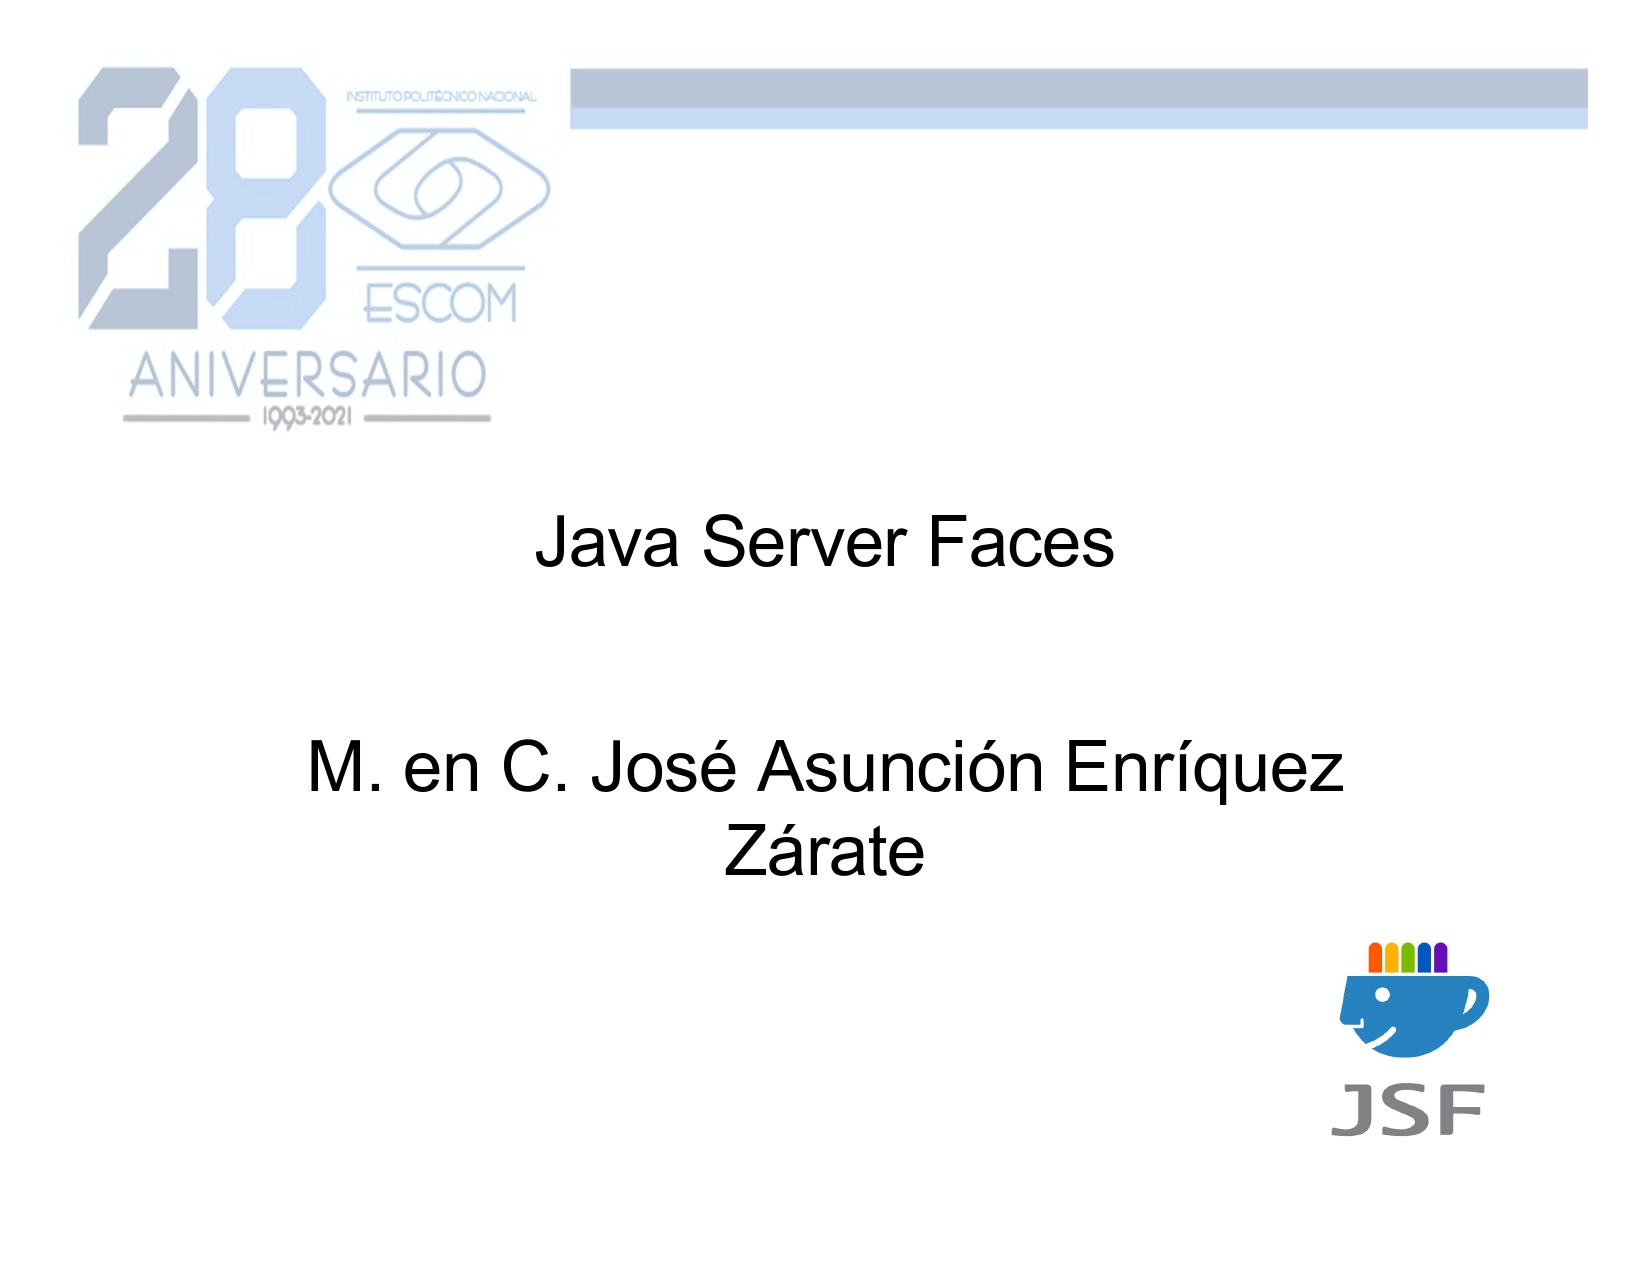 28
INSTITUTO POLITÉCNICO NACIONAL
ESCOM
ANIVERSARIO
1993-2021
Java Server Faces
M. en C. José Asunción Enríquez
Zárate
JSF